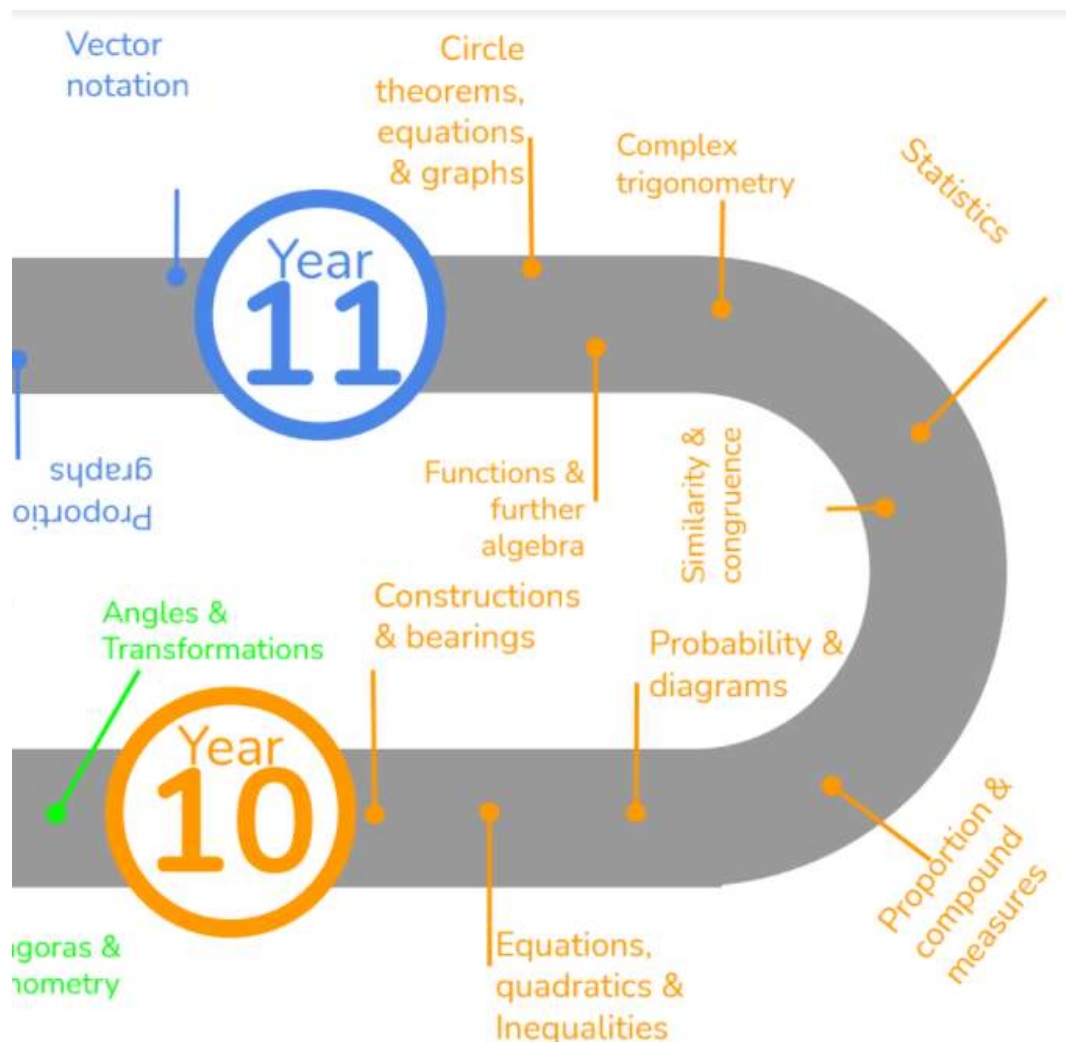 Vector
notation
Circle
theorems,
equations
& graphs
Complex
trigonometry
Statistics
Year
11
graphs
Functions &
further
algebra
Similarity &
congruence
Angles &
Transformations
Constructions
& bearings
Probability &
diagrams
Year
10
Proportion &
compound
measures
&
Equations,
quadratics &
Inequalities